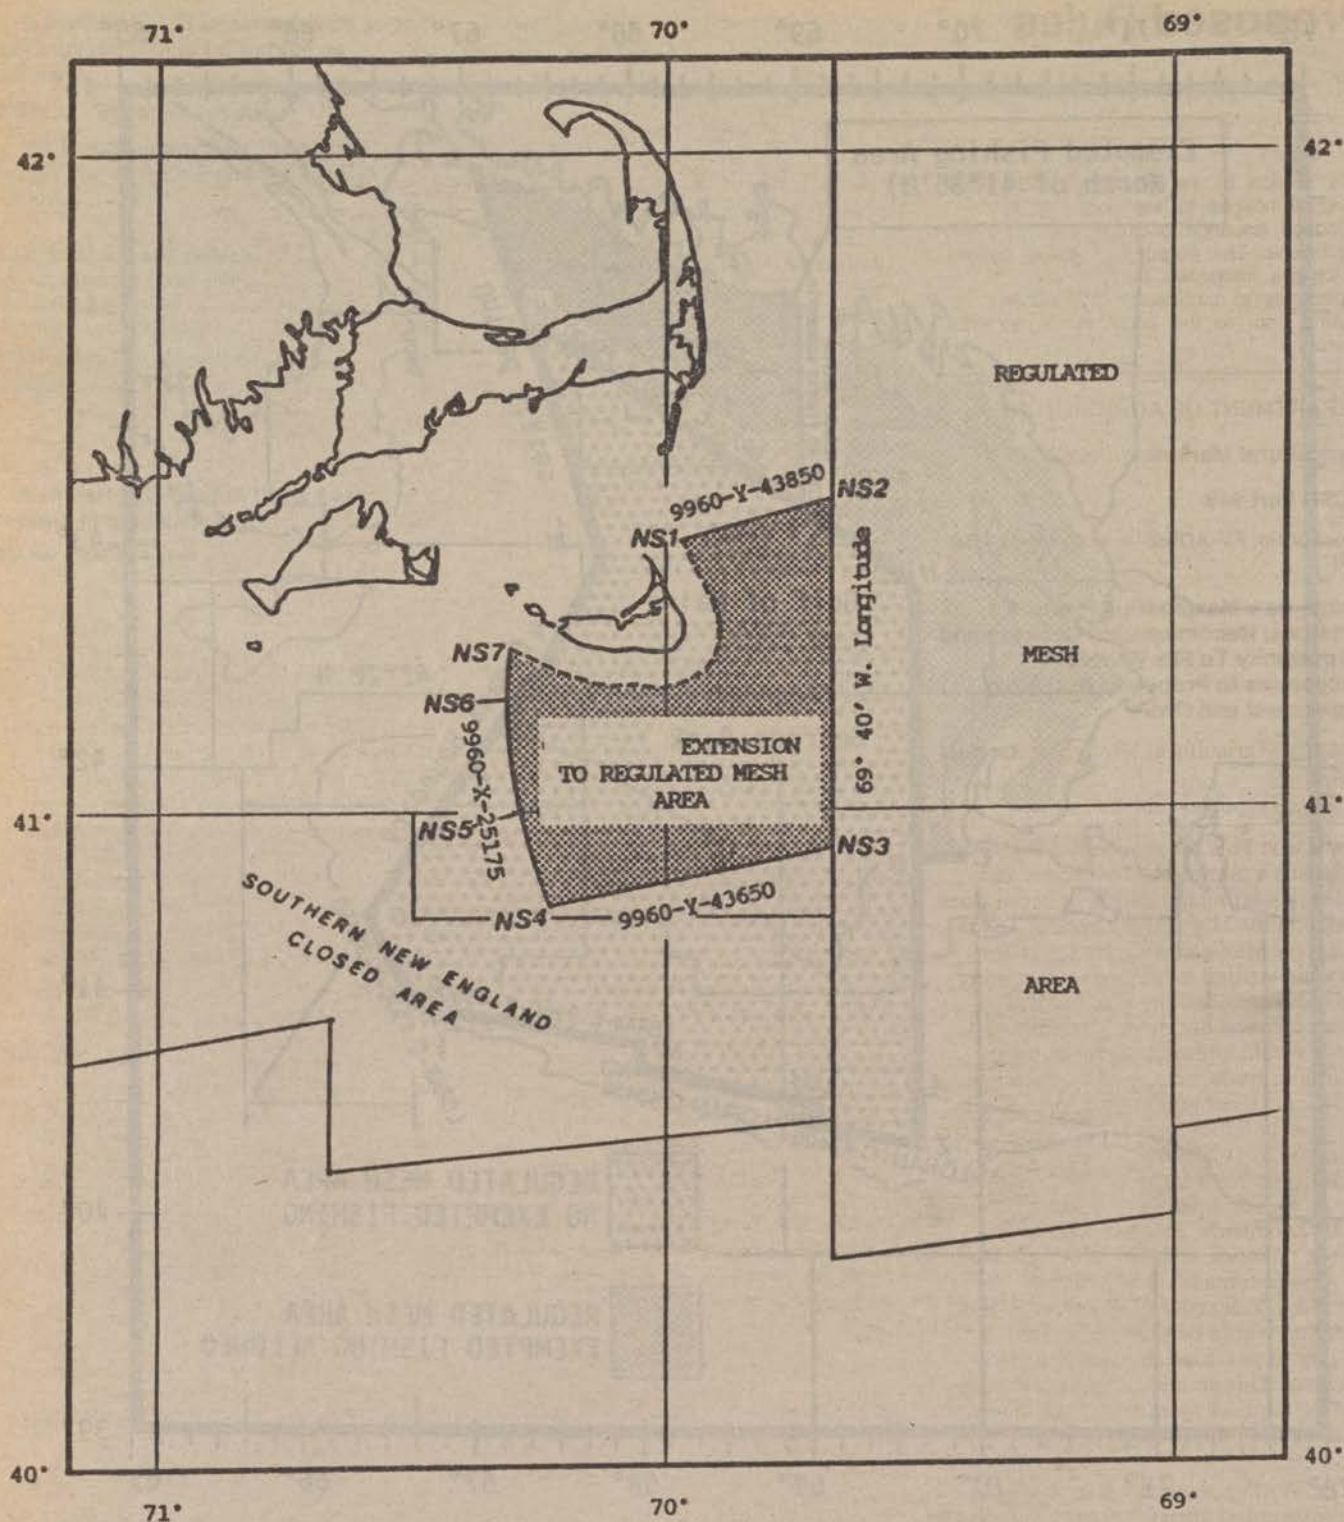 71°
70°
69°
42°
42°
REGULATED
9960-Y-43850
NS2
NS1
69° 40' W. Longitude
NS7
MESH
NS6
9960-X-25175
EXTENSION
TO REGULATED MESH
AREA
41°
41°
NS5
NS3
NS4
9960-Y-43650
SOUTHERN NEW ENGLAND
CLOSED AREA
AREA
40°
40°
71°
70°
69°